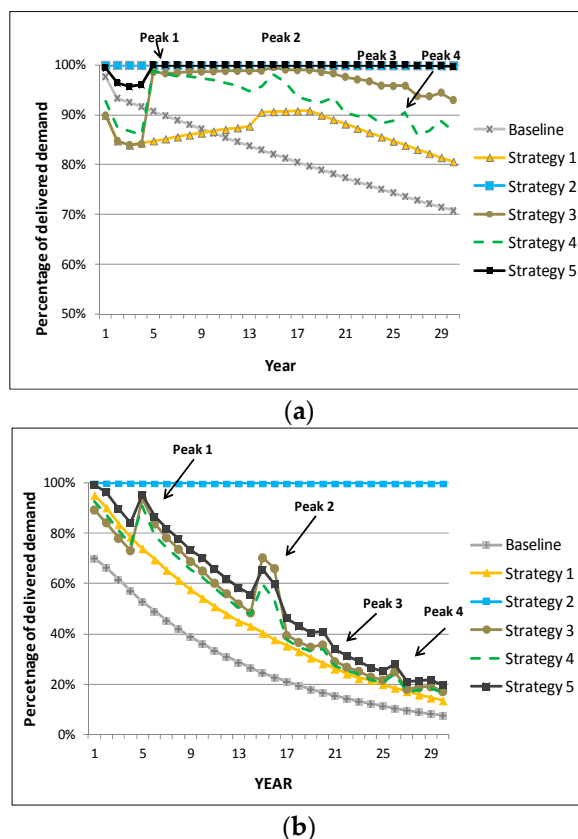 (a)
Peak 1
Peak 2
Peak 3
Peak 4
100%
90%
80%
70%
60%
50%
Percentage of delivered demand
1
5
9
13
17
21
25
29
Year
Baseline
Strategy 1
Strategy 2
Strategy 3
Strategy 4
Strategy 5
(a)
Peak 1
Peak 2
Peak 3
Peak 4
100%
80%
60%
40%
20%
0%
Percetnage of delivered demand
1
5
9
13
17
21
25
29
YEAR
Baseline
Strategy 1
Strategy 2
Strategy 3
Strategy 4
Strategy 5
(b)